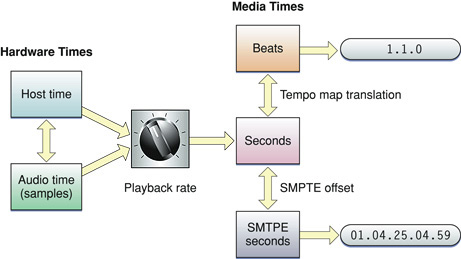 Media Times
Hardware Times
Beats
1.1.0
Host time
Tempo map translation
Seconds
Audio time
(samples)
Playback rate
SMPTE offset
SMTPE
seconds
01.04.25.04.59